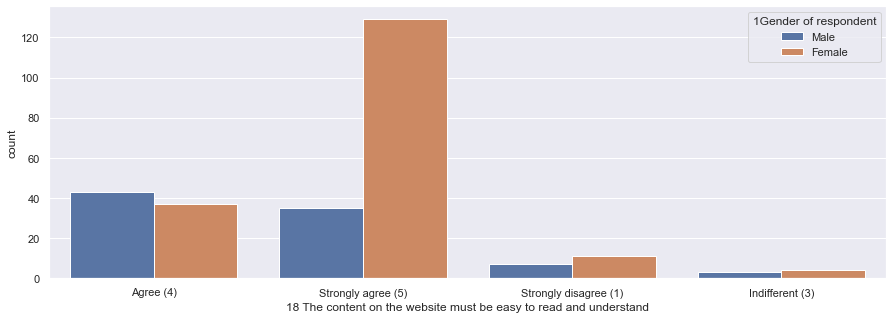 1Gender of respondent
Male
Female
120
100
80
60
40
20
0
count
Agree (4)
Strongly agree (5)
Strongly disagree (1)
Indifferent (3)
18 The content on the website must be easy to read and understand